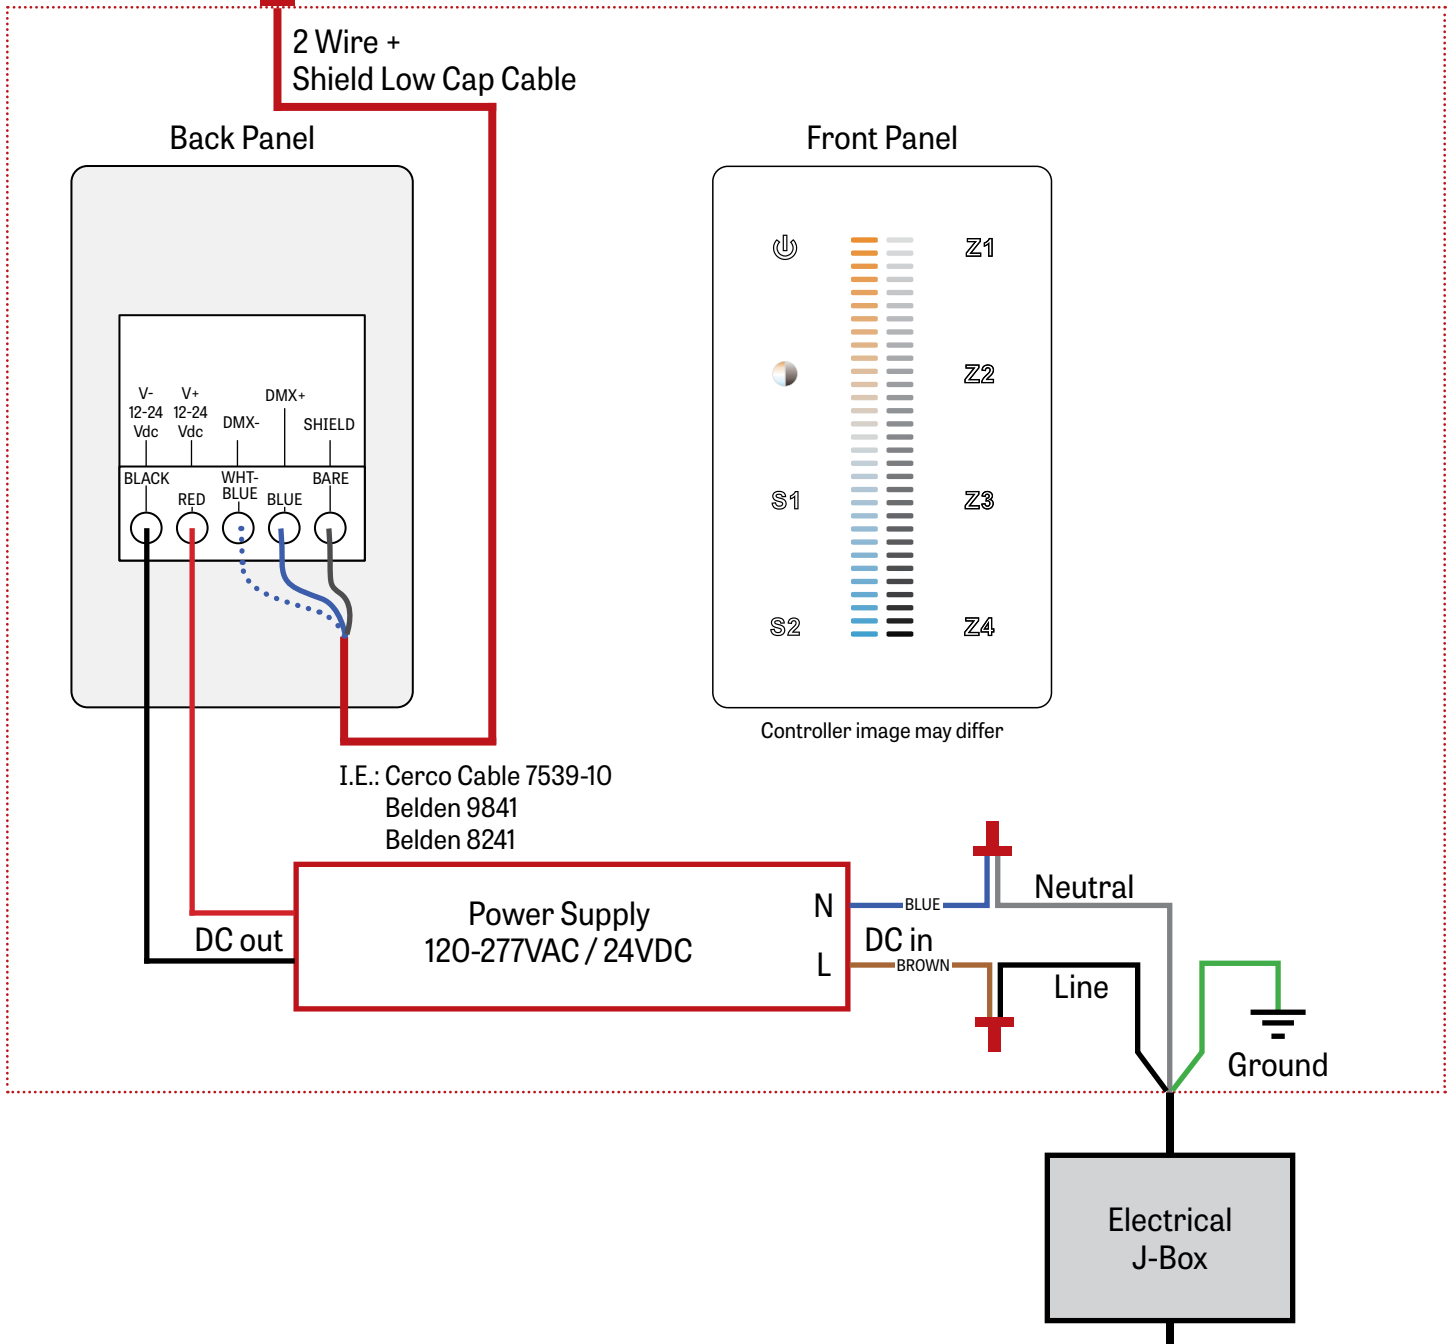 2 Wire +
Shield Low Cap Cable
Back Panel
Front Panel
V-
12-24
Vdc
V+
12-24
Vdc
DMX-
DMX+
SHIELD
BLACK
RED
WHT-
BLUE
BLUE
BARE
Z1
Z2
S1
Z3
S2
Z4
Controller image may differ
I.E.: Cerco Cable 7539-10
Belden 9841
Belden 8241
DC out
Power Supply
120-277VAC / 24VDC
N
L
BLUE
DC in
BROWN
Neutral
Line
Ground
Electrical
J-Box